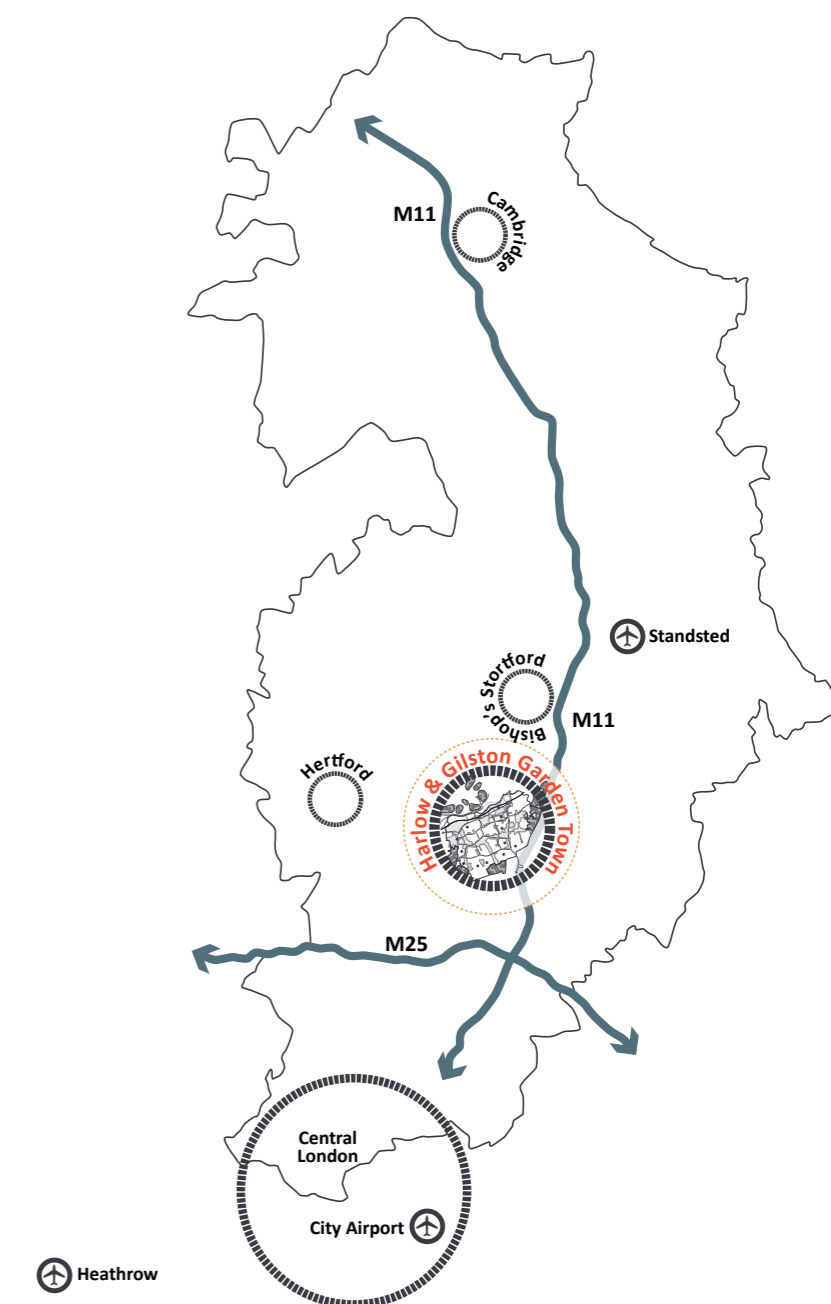 M11
Cambridge
Standsted
Bishop's Stortford
M11
Hertford
Harlow & Gilston Garden Town
M25
Central
London
City Airport
Heathrow